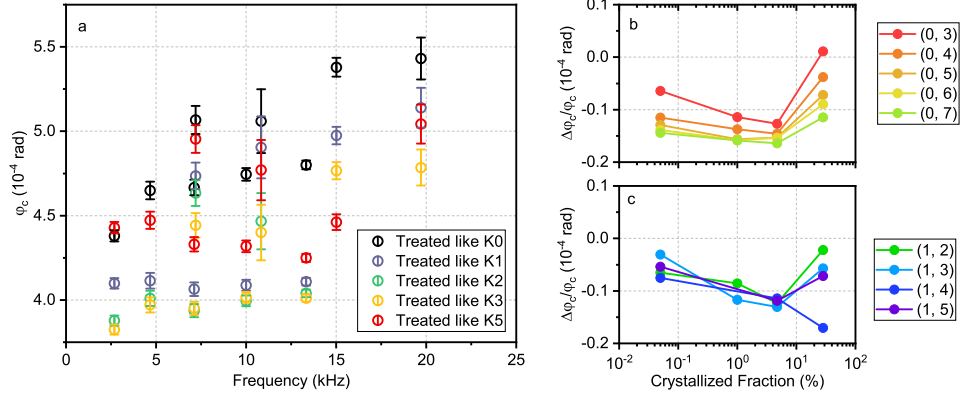 a
φc (10⁻⁴ rad)
5.5
5.0
4.5
4.0
0
5
10
15
20
25
Frequency (kHz)
Treated like K0
Treated like K1
Treated like K2
Treated like K3
Treated like K5
b
Δφc/φc (10⁻⁴ rad)
0.1
0.0
-0.1
-0.2
(0, 3)
(0, 4)
(0, 5)
(0, 6)
(0, 7)
c
Δφc/φc (10⁻⁴ rad)
0.1
0.0
-0.1
-0.2
10⁻²
10⁻¹
10⁰
10¹
10²
Crystallized Fraction (%)
(1, 2)
(1, 3)
(1, 4)
(1, 5)